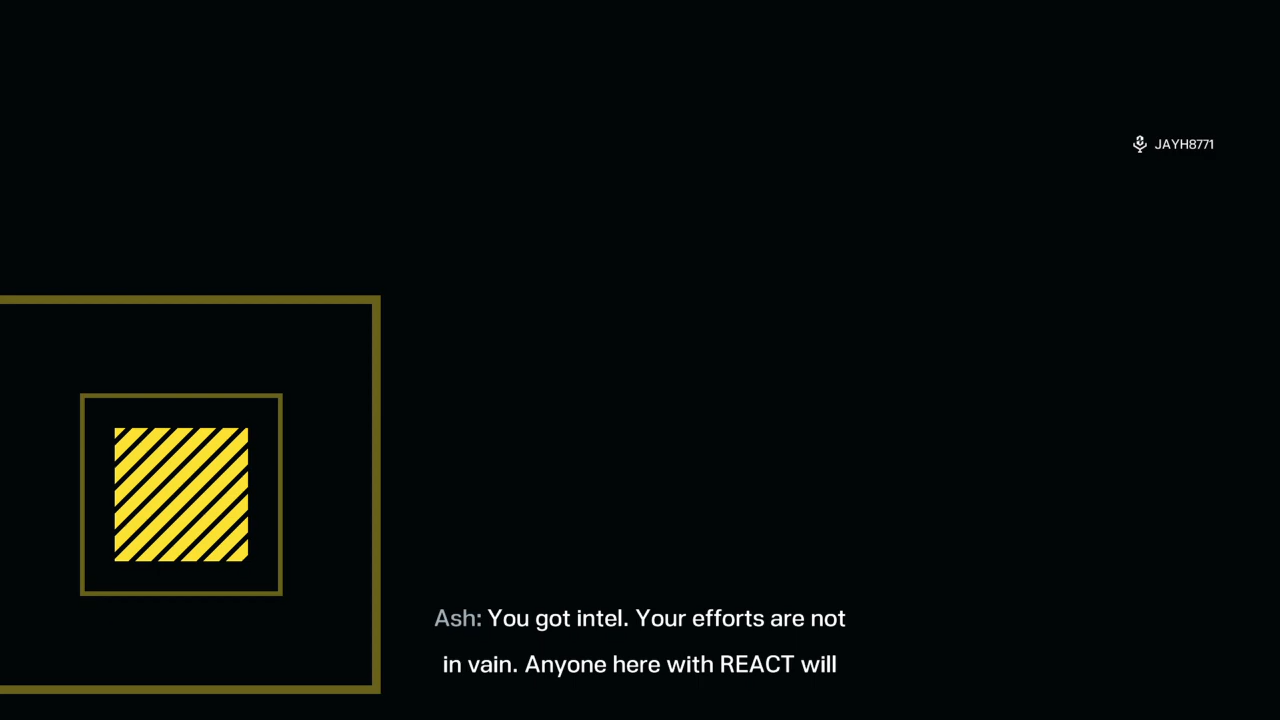 JAYH8771
Ash: You got intel. Your efforts are not
in vain. Anyone here with REACT will